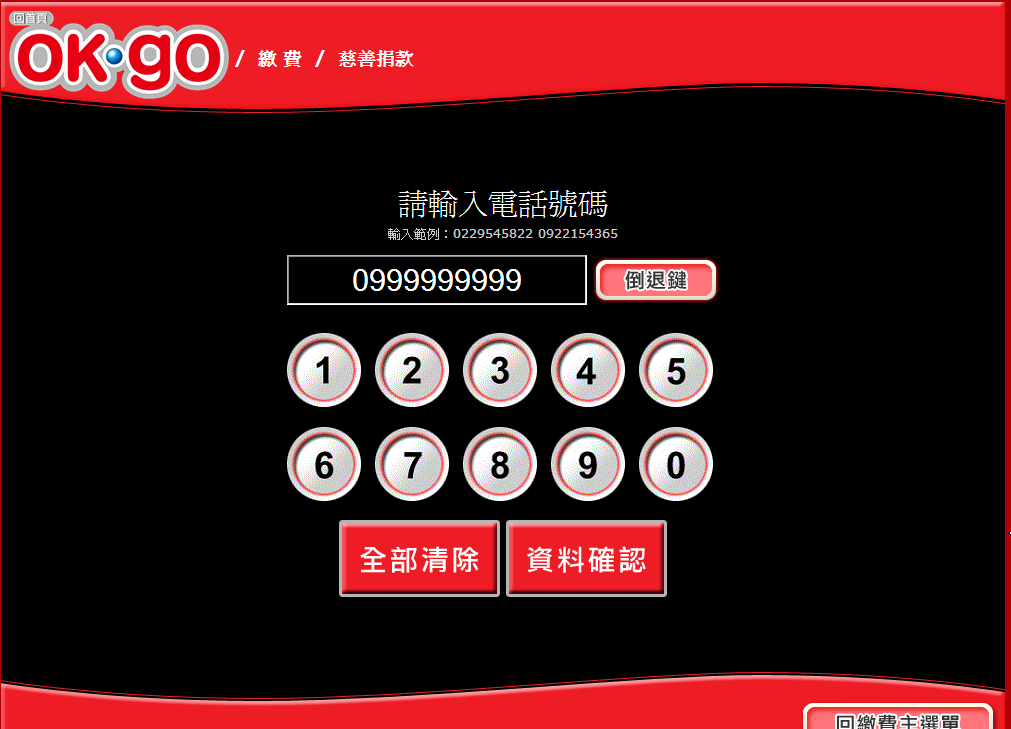 回首頁
OK·go / 繳 費 / 慈善捐款
請輸入電話號碼
輸入範例：0229545822 0922154365
0999999999 倒退鍵
1 2 3 4 5
6 7 8 9 0
全部清除 資料確認
回繳費主選單